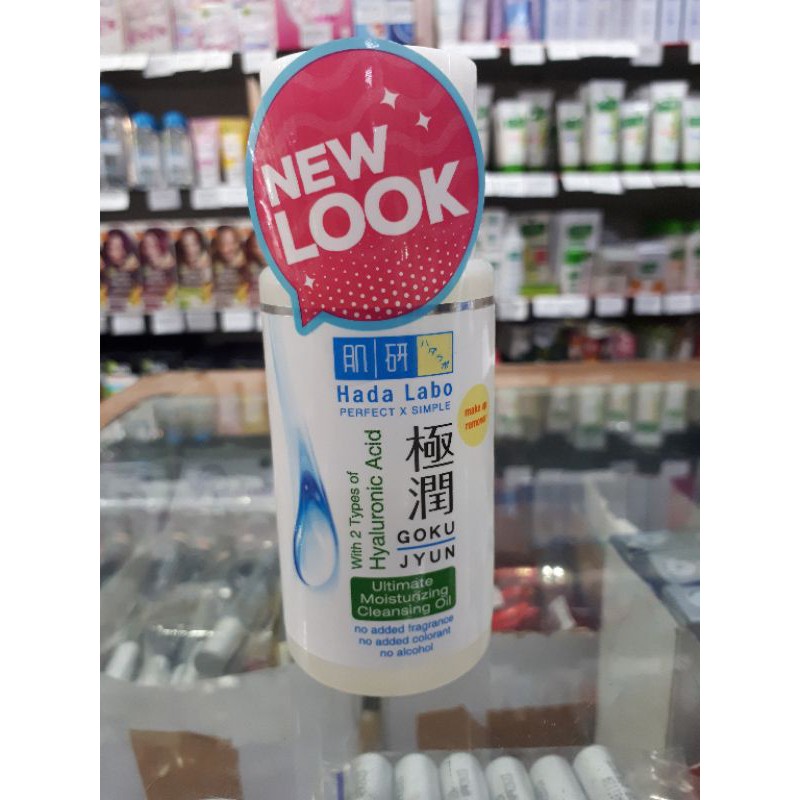 NEW
LOOK
肌研
ハダラボ
Hada Labo
PERFECT X SIMPLE
make up
remover
With 2 Types of
Hyaluronic Acid
極潤
GOKU
JYUN
Ultimate
Moisturizing
Cleansing Oil
no added fragrance
no added colorant
no alcohol